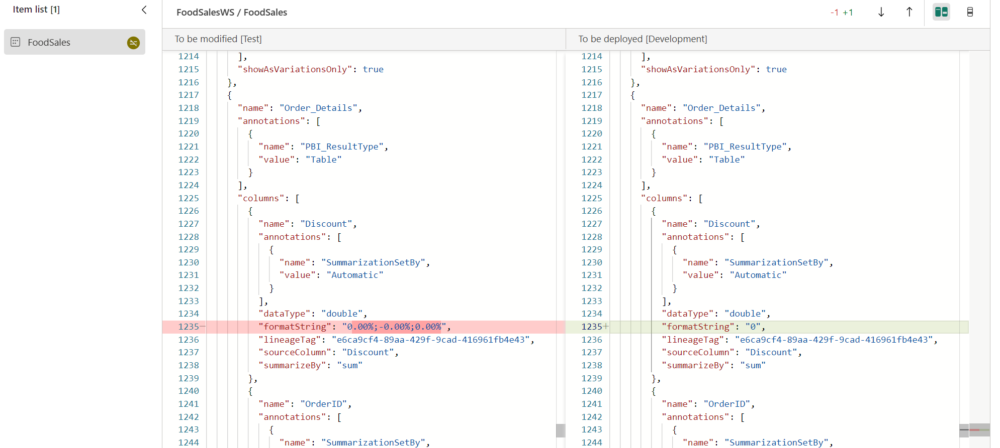 Item list [1]
FoodSales
FoodSalesWS / FoodSales
-1 +1
To be modified [Test]
1214 ],
1215 "showAsVariationsOnly": true
1216 },
1217 {
1218 "name": "Order_Details",
1219 "annotations": [
1220 {
1221 "name": "PBI_ResultType",
1222 "value": "Table"
1223 }
1224 ],
1225 "columns": [
1226 {
1227 "name": "Discount",
1228 "annotations": [
1229 {
1230 "name": "SummarizationSetBy",
1231 "value": "Automatic"
1232 }
1233 ],
1234 "dataType": "double",
1235− "formatString": "0.00%;-0.00%;0.00%",
1236 "lineageTag": "e6ca9cf4-89aa-429f-9cad-416961fb4e43",
1237 "sourceColumn": "Discount",
1238 "summarizeBy": "sum"
1239 },
1240 {
1241 "name": "OrderID",
1242 "annotations": [
1243 {
1244 "name": "SummarizationSetBy",
To be deployed [Development]
1214 ],
1215 "showAsVariationsOnly": true
1216 },
1217 {
1218 "name": "Order_Details",
1219 "annotations": [
1220 {
1221 "name": "PBI_ResultType",
1222 "value": "Table"
1223 }
1224 ],
1225 "columns": [
1226 {
1227 "name": "Discount",
1228 "annotations": [
1229 {
1230 "name": "SummarizationSetBy",
1231 "value": "Automatic"
1232 }
1233 ],
1234 "dataType": "double",
1235+ "formatString": "0",
1236 "lineageTag": "e6ca9cf4-89aa-429f-9cad-416961fb4e43",
1237 "sourceColumn": "Discount",
1238 "summarizeBy": "sum"
1239 },
1240 {
1241 "name": "OrderID",
1242 "annotations": [
1243 {
1244 "name": "SummarizationSetBy",